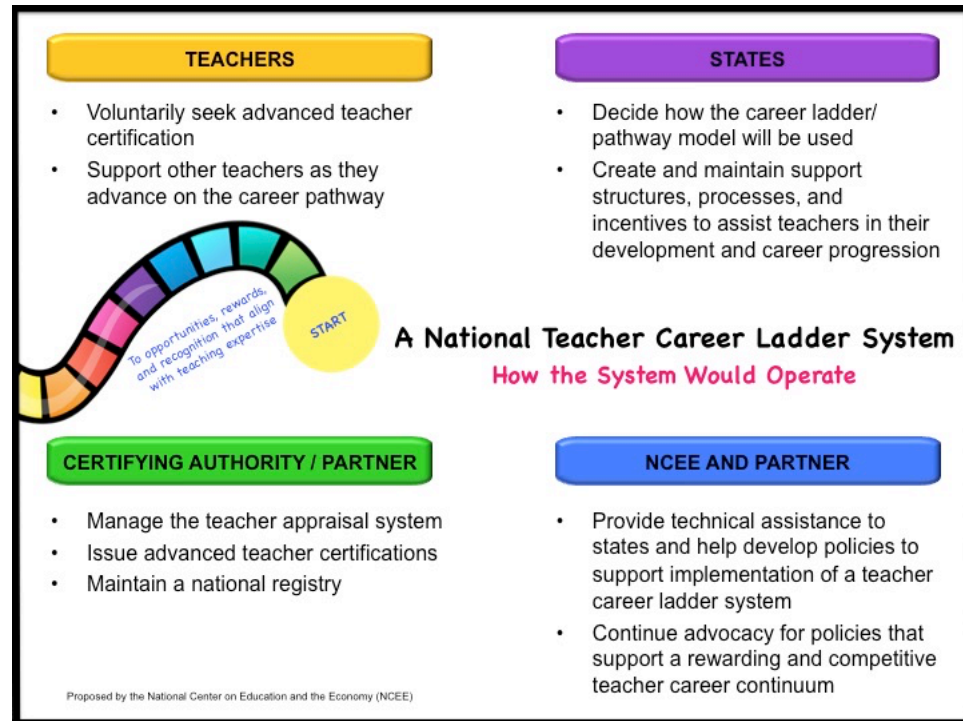 TEACHERS
• Voluntarily seek advanced teacher
certification
• Support other teachers as they
advance on the career pathway
STATES
• Decide how the career ladder/
pathway model will be used
• Create and maintain support
structures, processes, and
incentives to assist teachers in their
development and career progression
To opportunities, rewards,
and recognition that align
with teaching expertise
START
A National Teacher Career Ladder System
How the System Would Operate
CERTIFYING AUTHORITY / PARTNER
• Manage the teacher appraisal system
• Issue advanced teacher certifications
• Maintain a national registry
NCEE AND PARTNER
• Provide technical assistance to
states and help develop policies to
support implementation of a teacher
career ladder system
• Continue advocacy for policies that
support a rewarding and competitive
teacher career continuum
Proposed by the National Center on Education and the Economy (NCEE)